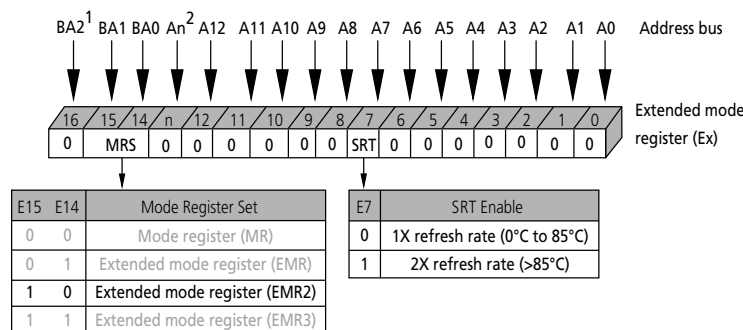 BA2¹ BA1 BA0 An² A12 A11 A10 A9 A8 A7 A6 A5 A4 A3 A2 A1 A0 Address bus
16 15 14 n 12 11 10 9 8 7 6 5 4 3 2 1 0 Extended mode
register (Ex)
0 MRS 0 0 0 0 0 0 SRT 0 0 0 0 0 0 0
E15 E14 Mode Register Set
0 0 Mode register (MR)
0 1 Extended mode register (EMR)
1 0 Extended mode register (EMR2)
1 1 Extended mode register (EMR3)
E7 SRT Enable
0 1X refresh rate (0°C to 85°C)
1 2X refresh rate (>85°C)